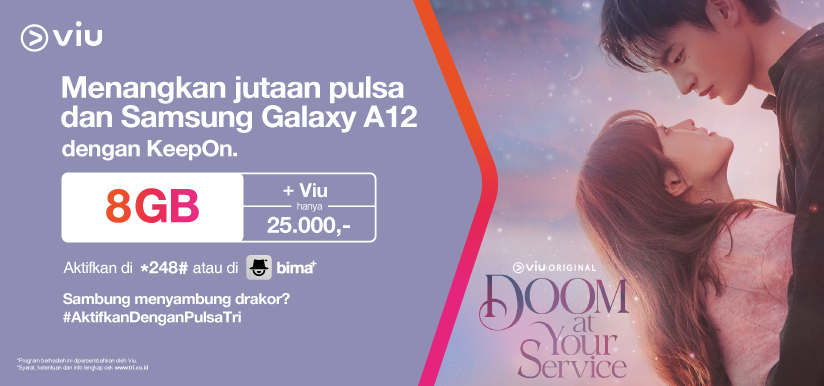 viu
Menangkan jutaan pulsa
dan Samsung Galaxy A12
dengan KeepOn.
8GB
+ Viu
hanya
25.000,-
Aktifkan di *248# atau di bima+
Sambung menyambung drakor?
#AktifkanDenganPulsaTri
*Program berhadiah ini dipersembahkan oleh Viu.
*Syarat, ketentuan dan info lengkap cek www.tri.co.id
viu ORIGINAL
DOOM
at
Your
Service